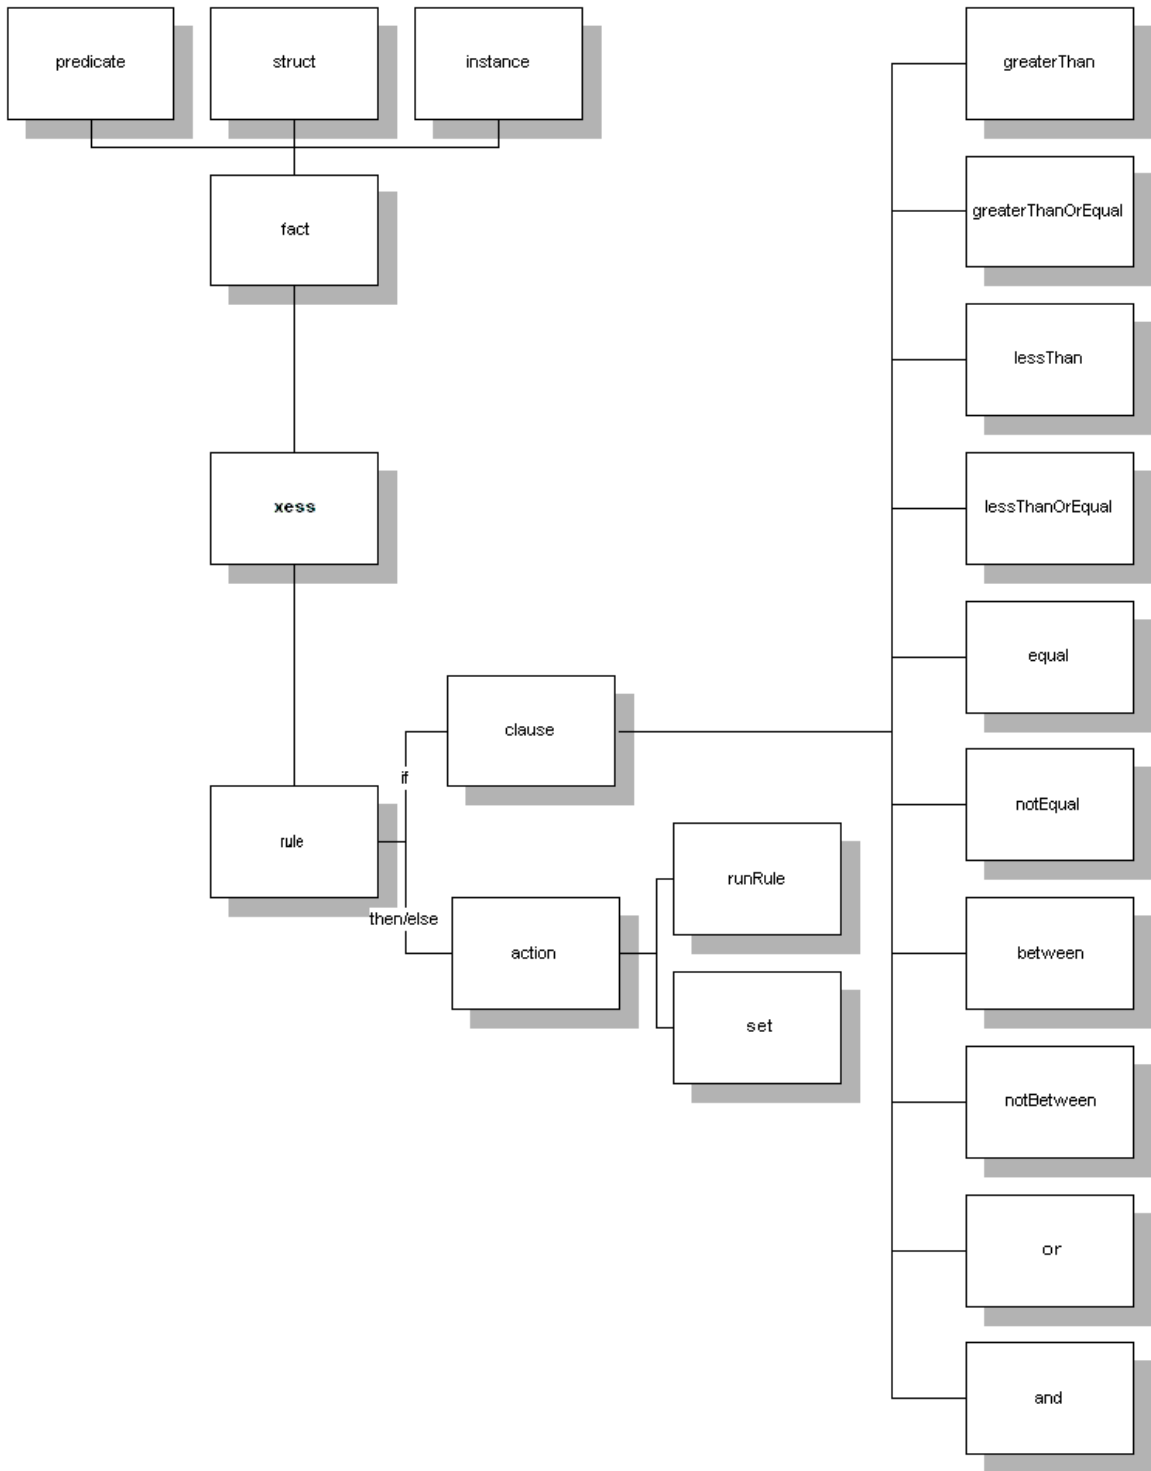 predicate
struct
instance
fact
xess
rule
if
then/else
clause
action
runRule
set
greaterThan
greaterThanOrEqual
lessThan
lessThanOrEqual
equal
notEqual
between
notBetween
or
and